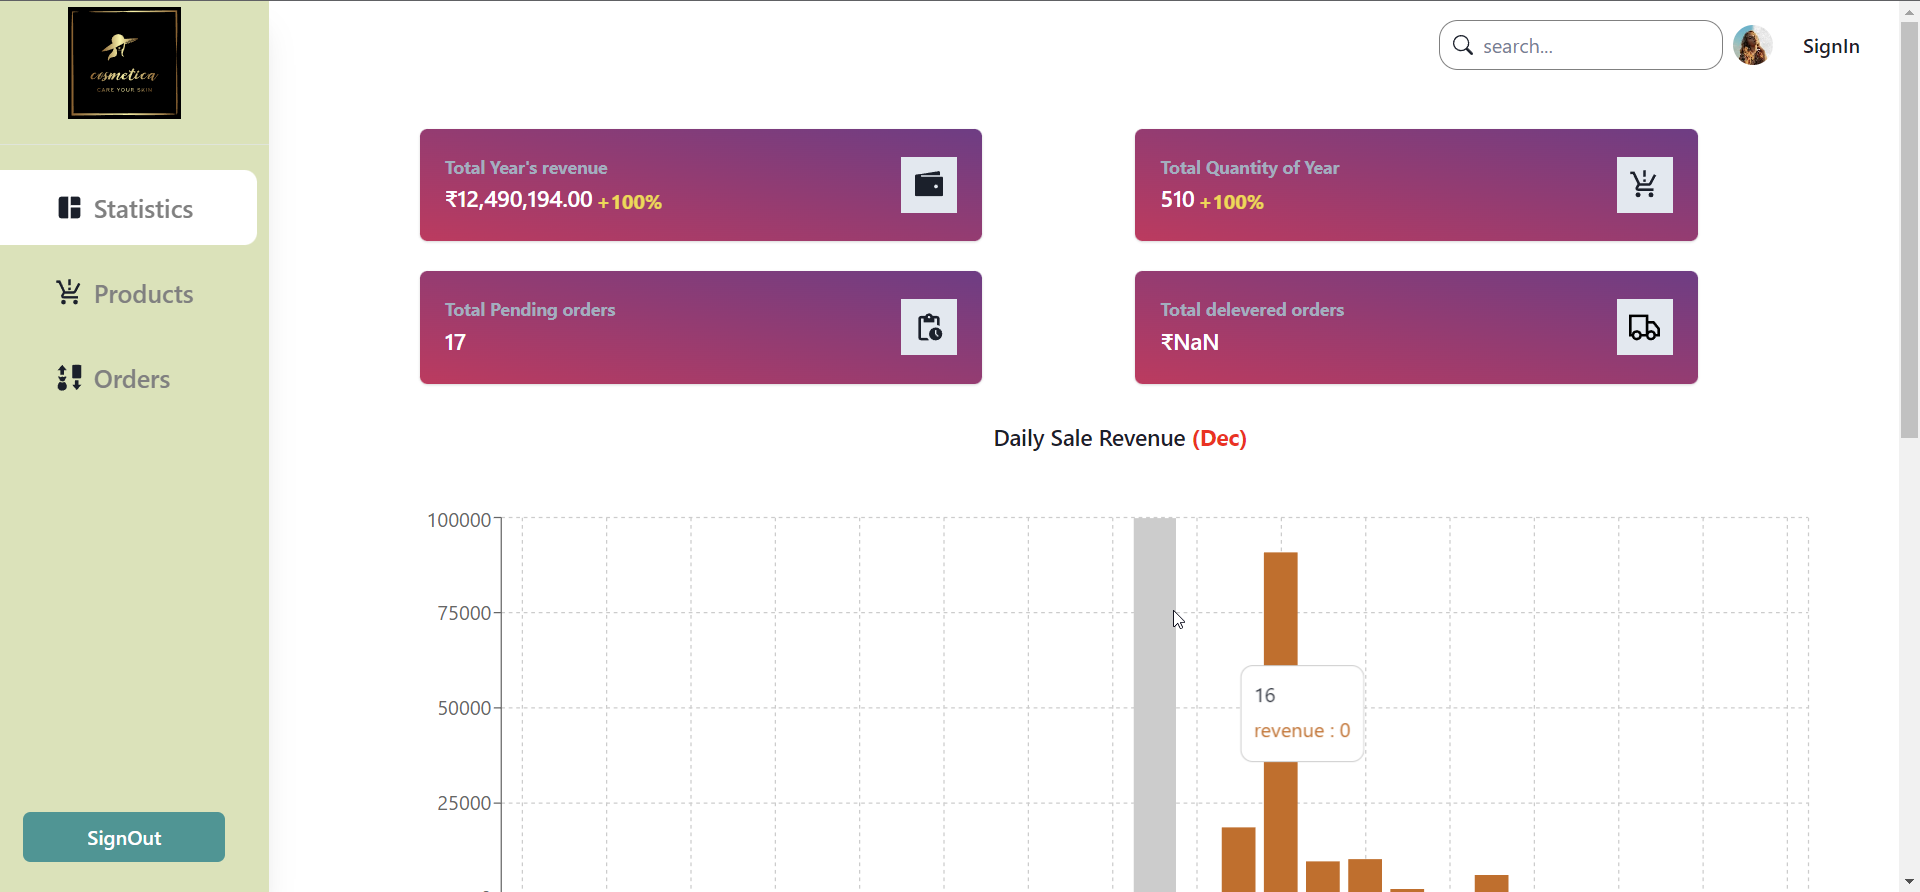 cosmetica
CARE YOUR SKIN
search...
SignIn
Statistics
Products
Orders
SignOut
Total Year's revenue
₹12,490,194.00 +100%
Total Quantity of Year
510 +100%
Total Pending orders
17
Total delevered orders
₹NaN
Daily Sale Revenue (Dec)
100000
75000
50000
25000
16
revenue : 0